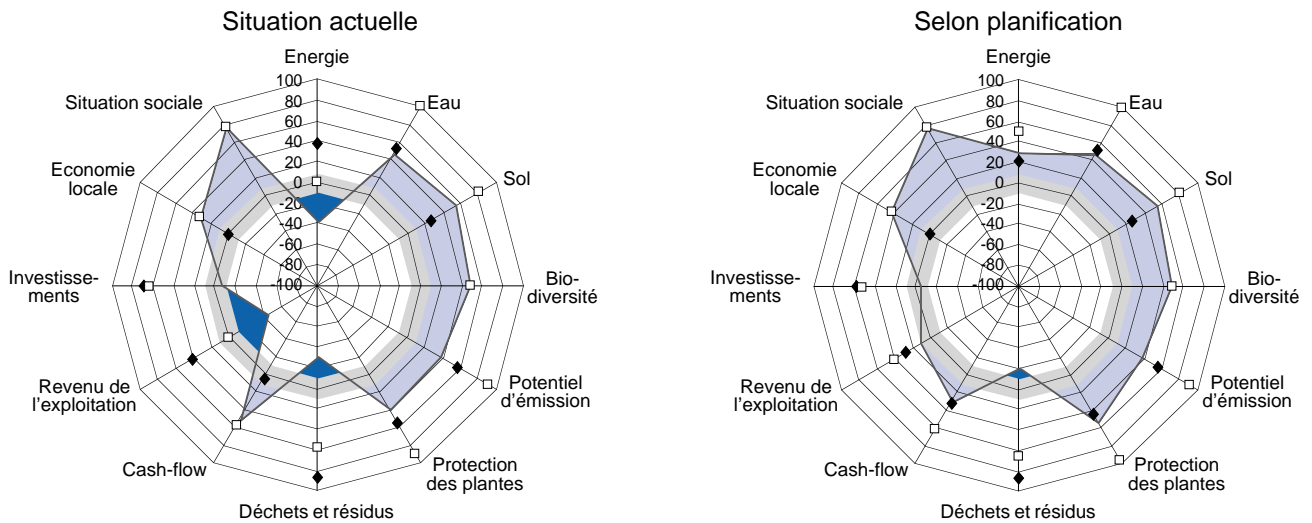 Situation actuelle
Energie
100
80
60
40
20
0
-20
-40
-60
-80
-100
Eau
Sol
Bio-
diversité
Potentiel
d'émission
Protection
des plantes
Déchets et résidus
Cash-flow
Revenu de
l'exploitation
Investisse-
ments
Economie
locale
Situation sociale
Selon planification
Energie
100
80
60
40
20
0
-20
-40
-60
-80
-100
Eau
Sol
Bio-
diversité
Potentiel
d'émission
Protection
des plantes
Déchets et résidus
Cash-flow
Revenu de
l'exploitation
Investisse-
ments
Economie
locale
Situation sociale